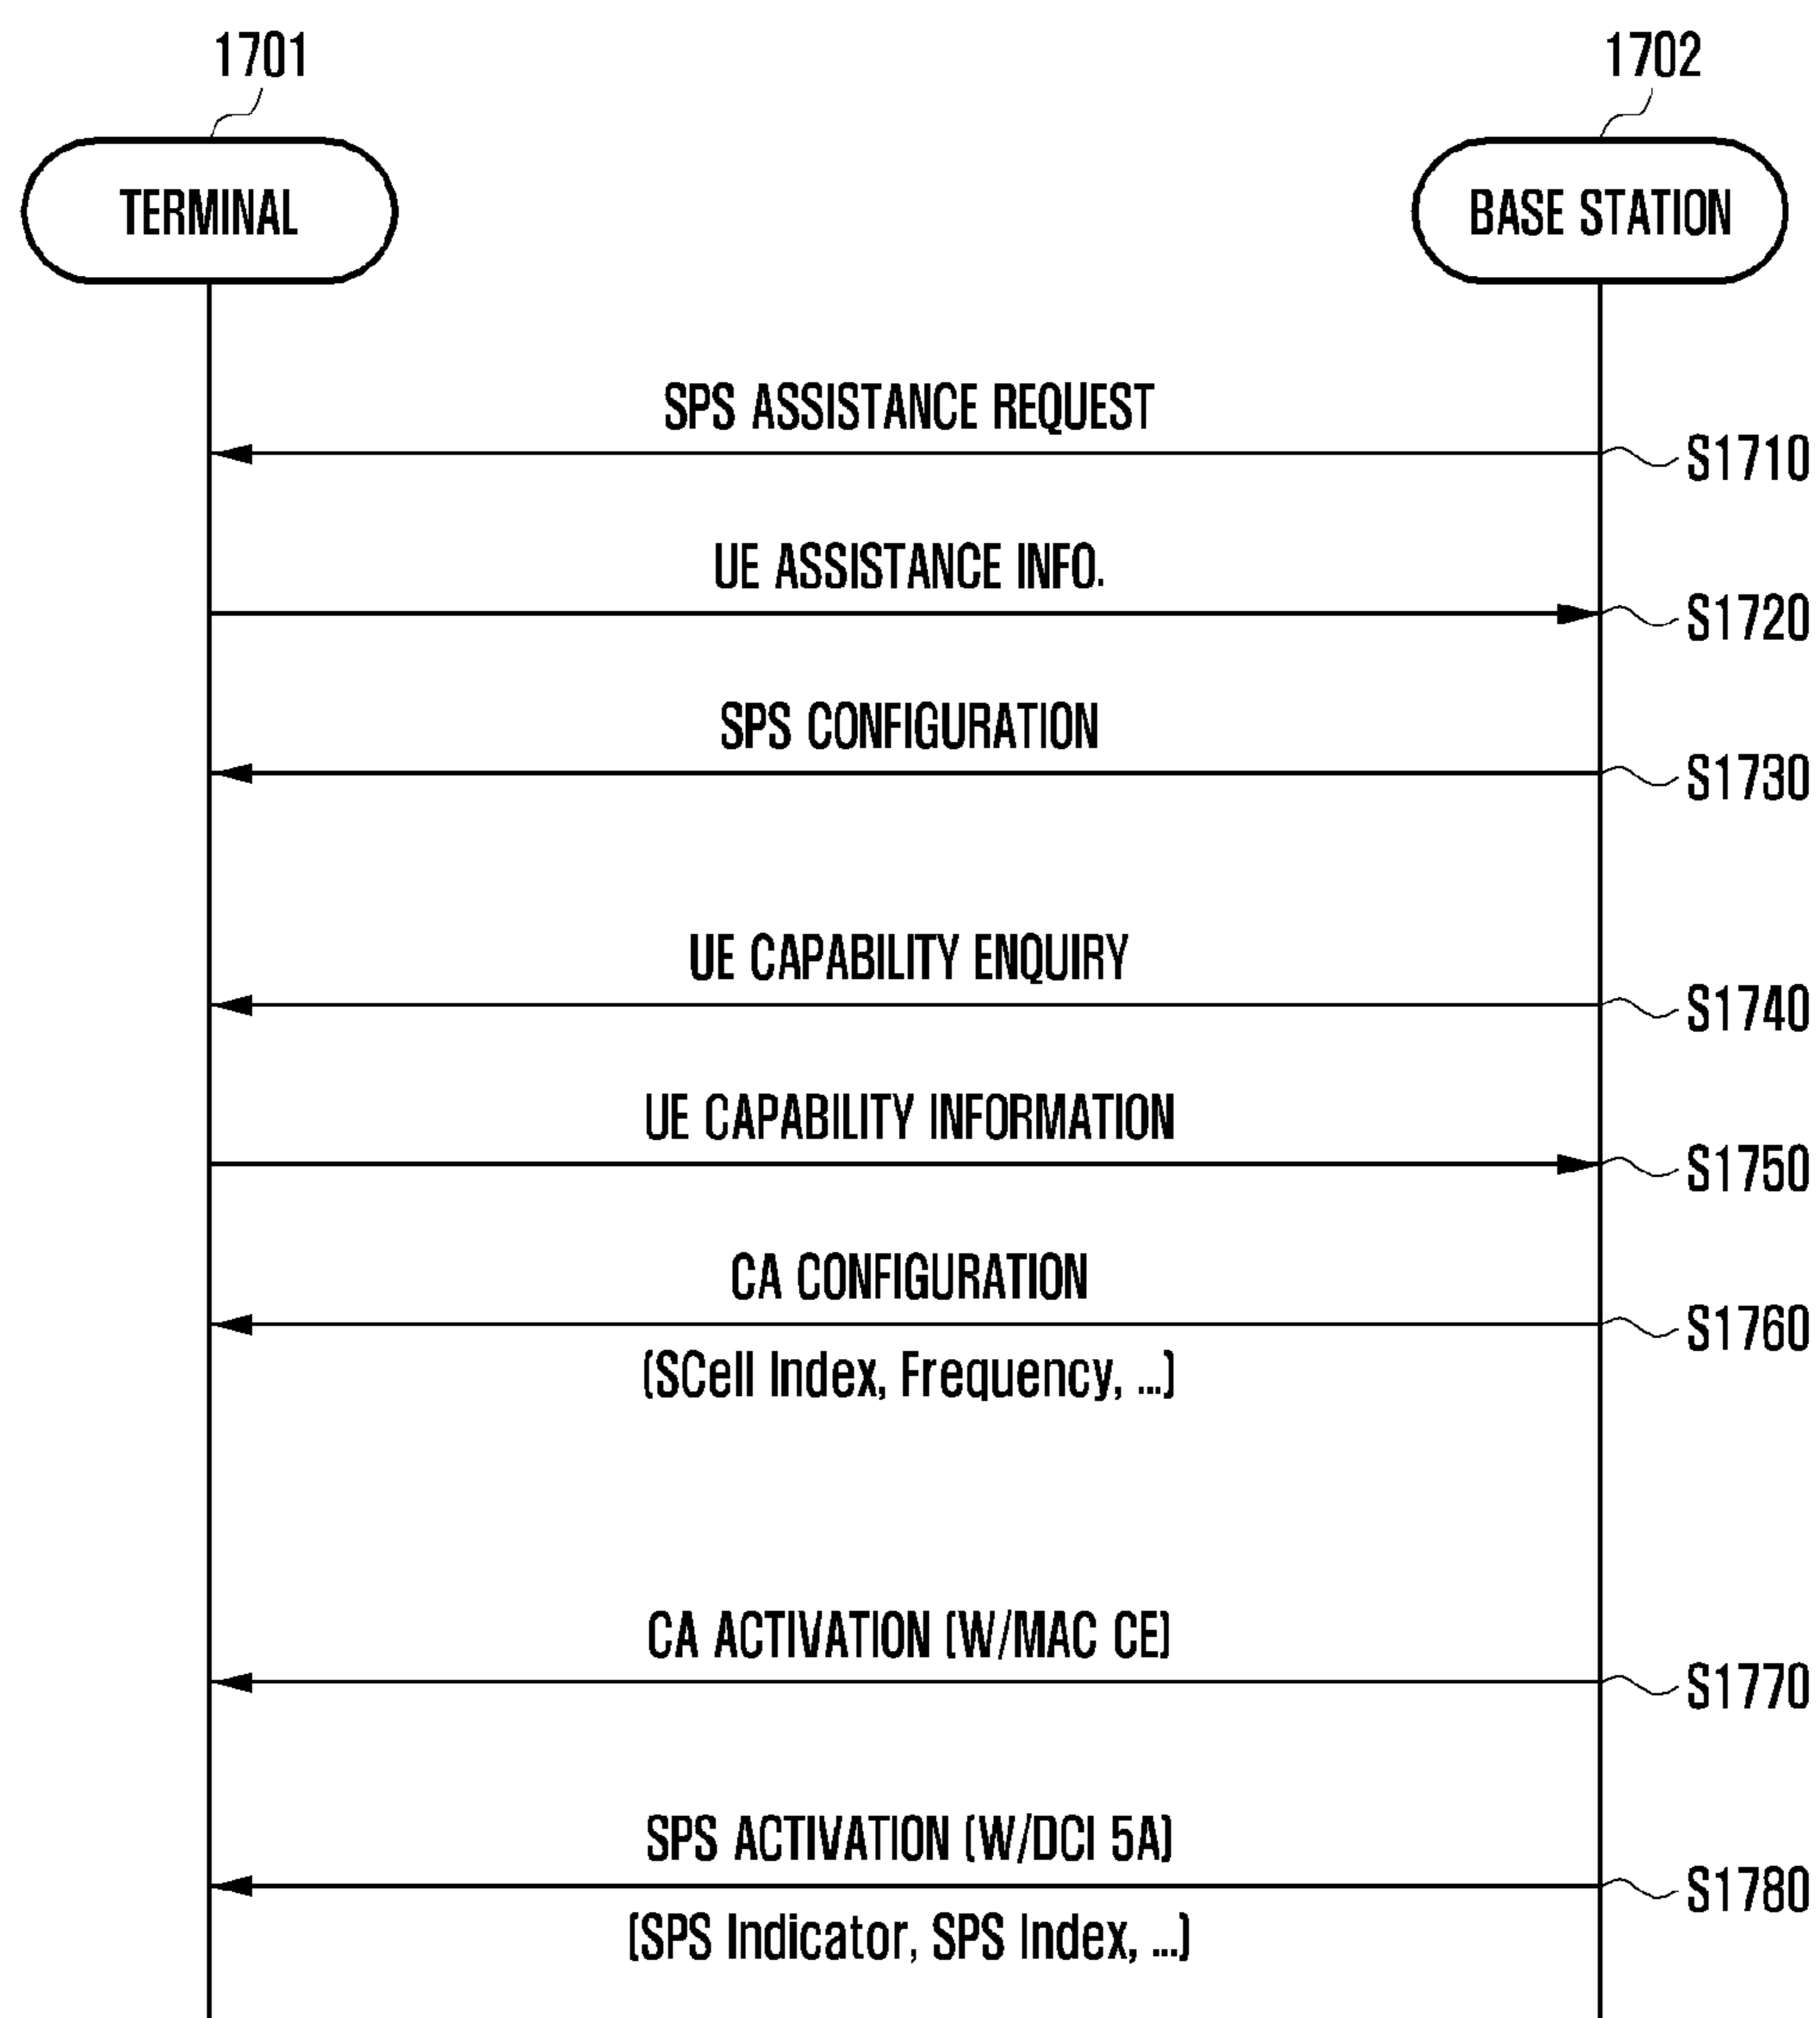 1701
1702
TERMINAL
BASE STATION
SPS ASSISTANCE REQUEST
S1710
UE ASSISTANCE INFO.
S1720
SPS CONFIGURATION
S1730
UE CAPABILITY ENQUIRY
S1740
UE CAPABILITY INFORMATION
S1750
CA CONFIGURATION
S1760
(SCell Index, Frequency, ...)
CA ACTIVATION (W/MAC CE)
S1770
SPS ACTIVATION (W/DCI 5A)
S1780
(SPS Indicator, SPS Index, ...)